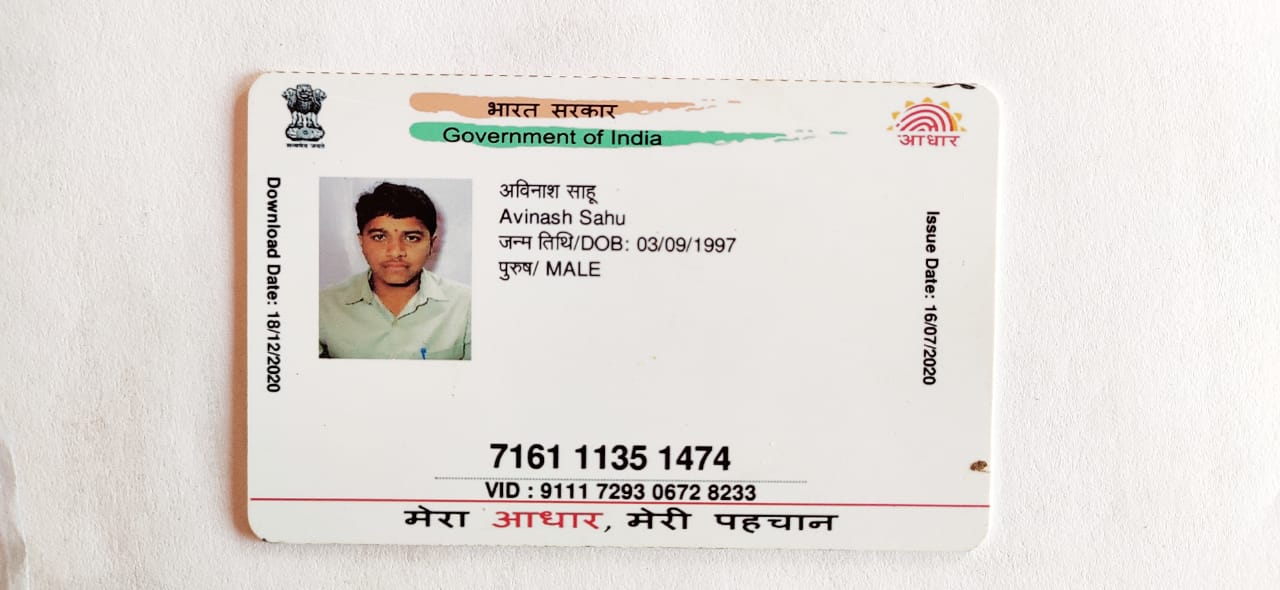 भारत सरकार
Government of India
आधार
Download Date: 18/12/2020
अविनाश साहू
Avinash Sahu
जन्म तिथि/DOB: 03/09/1997
पुरुष/ MALE
Issue Date: 16/07/2020
7161 1135 1474
VID : 9111 7293 0672 8233
मेरा आधार, मेरी पहचान